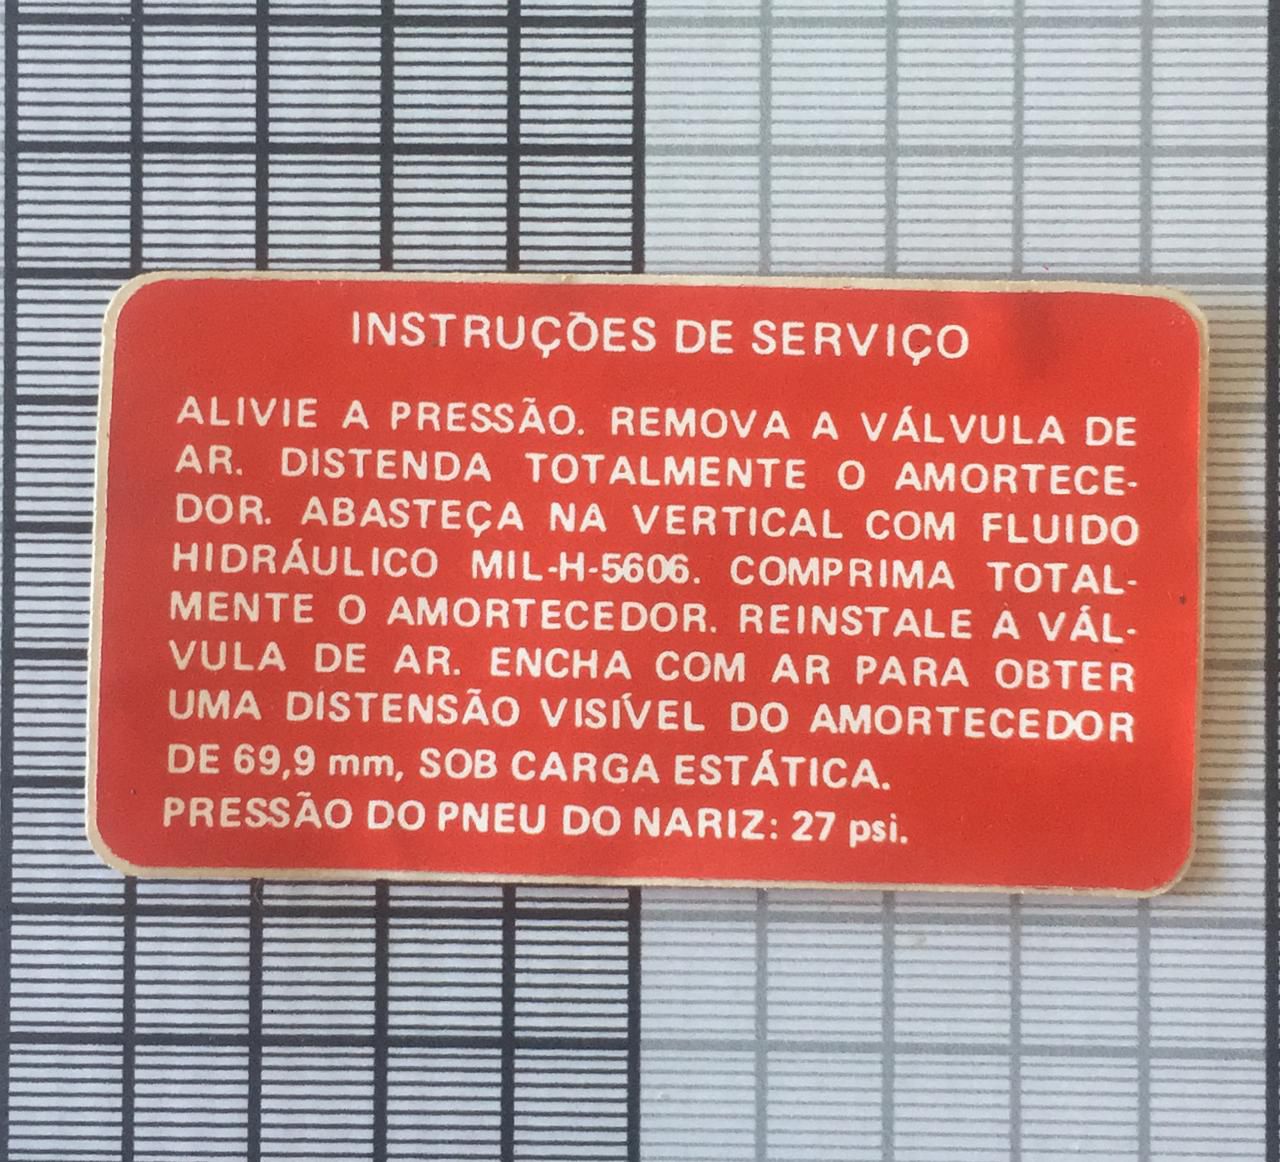 INSTRUÇÕES DE SERVIÇO
ALIVIE A PRESSÃO. REMOVA A VÁLVULA DE
AR. DISTENDA TOTALMENTE O AMORTECE-
DOR. ABASTEÇA NA VERTICAL COM FLUIDO
HIDRÁULICO MIL-H-5606. COMPRIMA TOTAL-
MENTE O AMORTECEDOR. REINSTALE A VÁL-
VULA DE AR. ENCHA COM AR PARA OBTER
UMA DISTENSÃO VISÍVEL DO AMORTECEDOR
DE 69,9 mm, SOB CARGA ESTÁTICA.
PRESSÃO DO PNEU DO NARIZ: 27 psi.